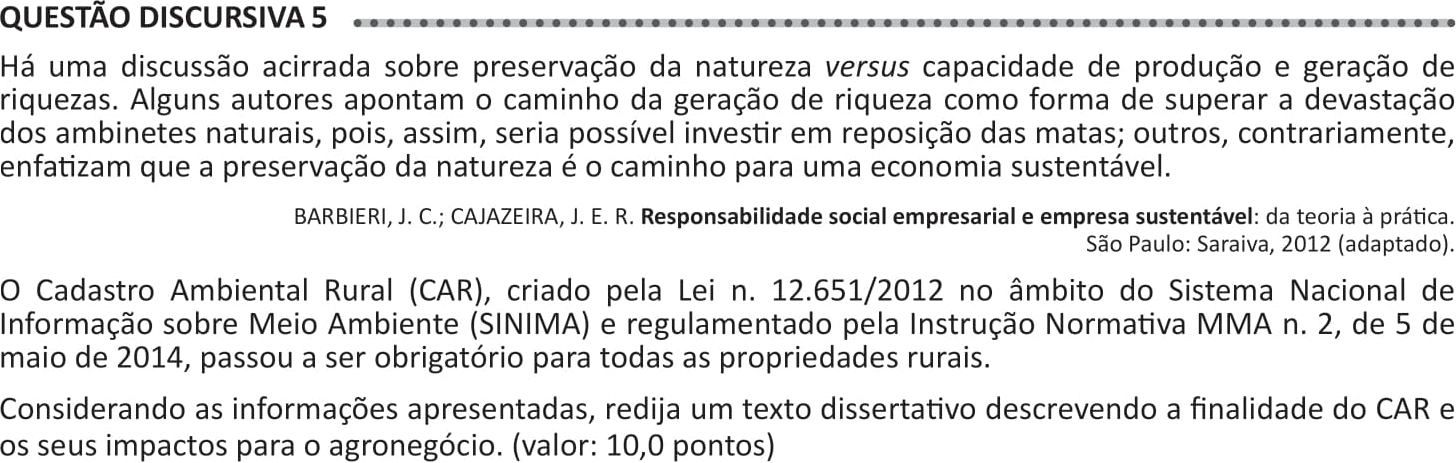 QUESTÃO DISCURSIVA 5
Há uma discussão acirrada sobre preservação da natureza versus capacidade de produção e geração de
riquezas. Alguns autores apontam o caminho da geração de riqueza como forma de superar a devastação
dos ambinetes naturais, pois, assim, seria possível investir em reposição das matas; outros, contrariamente,
enfatizam que a preservação da natureza é o caminho para uma economia sustentável.
BARBIERI, J. C.; CAJAZEIRA, J. E. R. Responsabilidade social empresarial e empresa sustentável: da teoria à prática.
São Paulo: Saraiva, 2012 (adaptado).
O Cadastro Ambiental Rural (CAR), criado pela Lei n. 12.651/2012 no âmbito do Sistema Nacional de
Informação sobre Meio Ambiente (SINIMA) e regulamentado pela Instrução Normativa MMA n. 2, de 5 de
maio de 2014, passou a ser obrigatório para todas as propriedades rurais.
Considerando as informações apresentadas, redija um texto dissertativo descrevendo a finalidade do CAR e
os seus impactos para o agronegócio. (valor: 10,0 pontos)